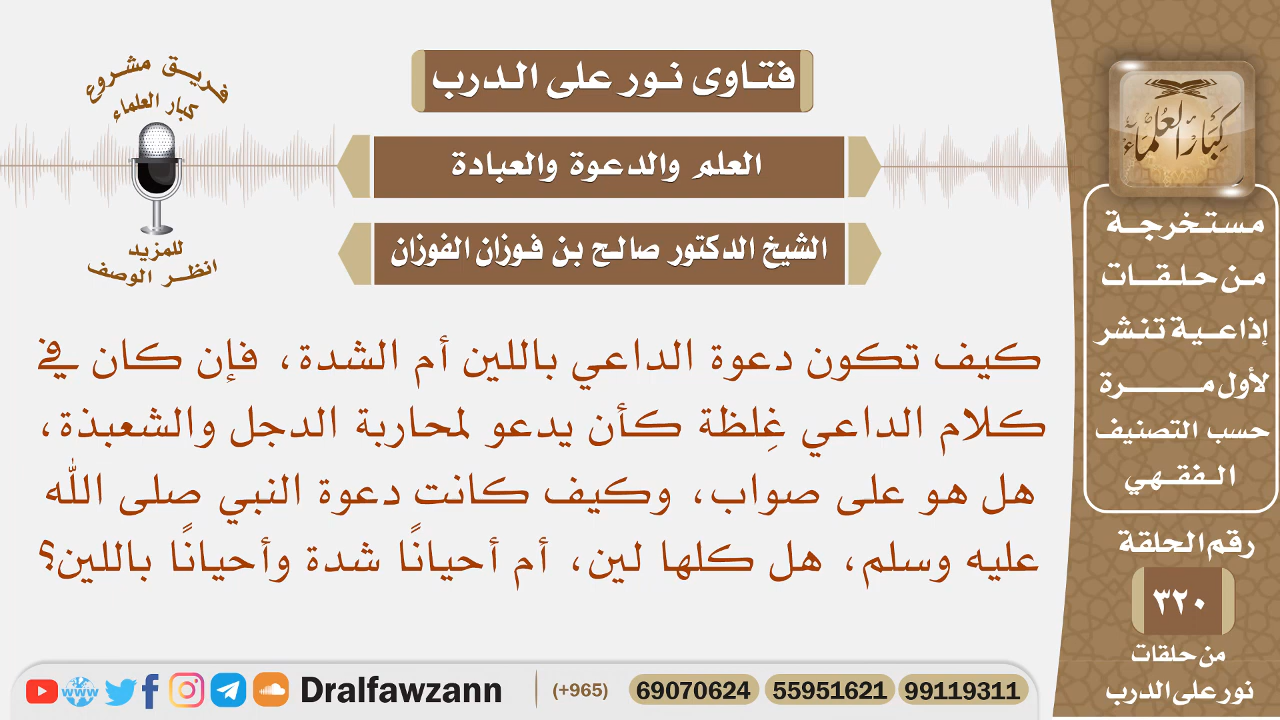 فتاوى نور على الدرب
العلم والدعوة والعبادة
الشيخ الدكتور صالح بن فوزان الفوزان
فريق مشروع
كبار العلماء
للمزيد
انظر الوصف
كيف تكون دعوة الداعي باللين أم الشدة، فإن كان في
كلام الداعي غِلظة كأن يدعو لمحاربة الدجل والشعبذة،
هل هو على صواب، وكيف كانت دعوة النبي صلى الله
عليه وسلم، هل كلها لين، أم أحيانًا شدة وأحيانًا باللين؟
كِبَارُ العُلَمَاء
مستخرجة
من حلقات
إذاعية تنشر
لأول مرة
حسب التصنيف
الفقهي
رقم الحلقة
٣٢٠
من حلقات
نور على الدرب
www
Dralfawzann
(+965)
69070624
55951621
99119311